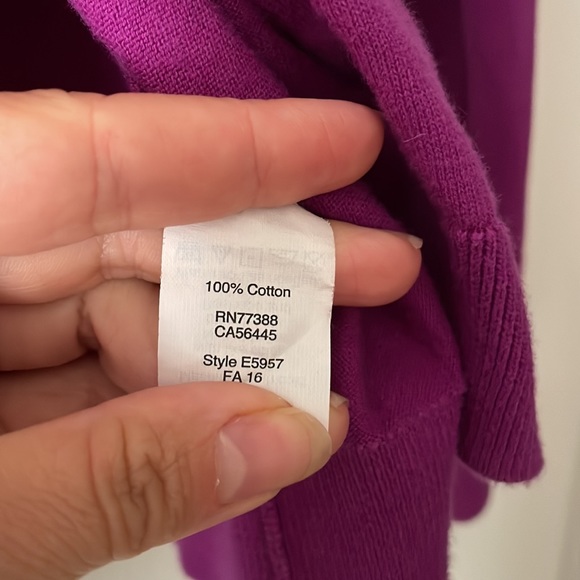 100% Cotton
RN77388
CA56445
Style E5957
FA 16